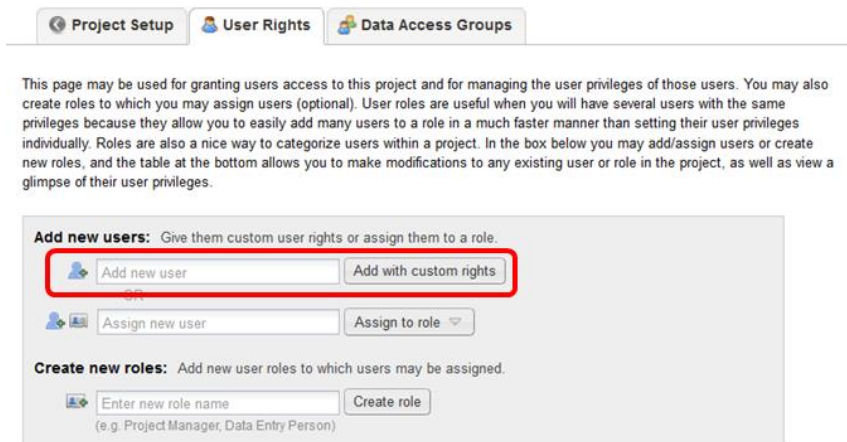 Project Setup User Rights Data Access Groups
This page may be used for granting users access to this project and for managing the user privileges of those users. You may also
create roles to which you may assign users (optional). User roles are useful when you will have several users with the same
privileges because they allow you to easily add many users to a role in a much faster manner than setting their user privileges
individually. Roles are also a nice way to categorize users within a project. In the box below you may add/assign users or create
new roles, and the table at the bottom allows you to make modifications to any existing user or role in the project, as well as view a
glimpse of their user privileges.
Add new users: Give them custom user rights or assign them to a role.
Add new user Add with custom rights
OR
Assign new user Assign to role
Create new roles: Add new user roles to which users may be assigned.
Enter new role name Create role
(e.g. Project Manager, Data Entry Person)